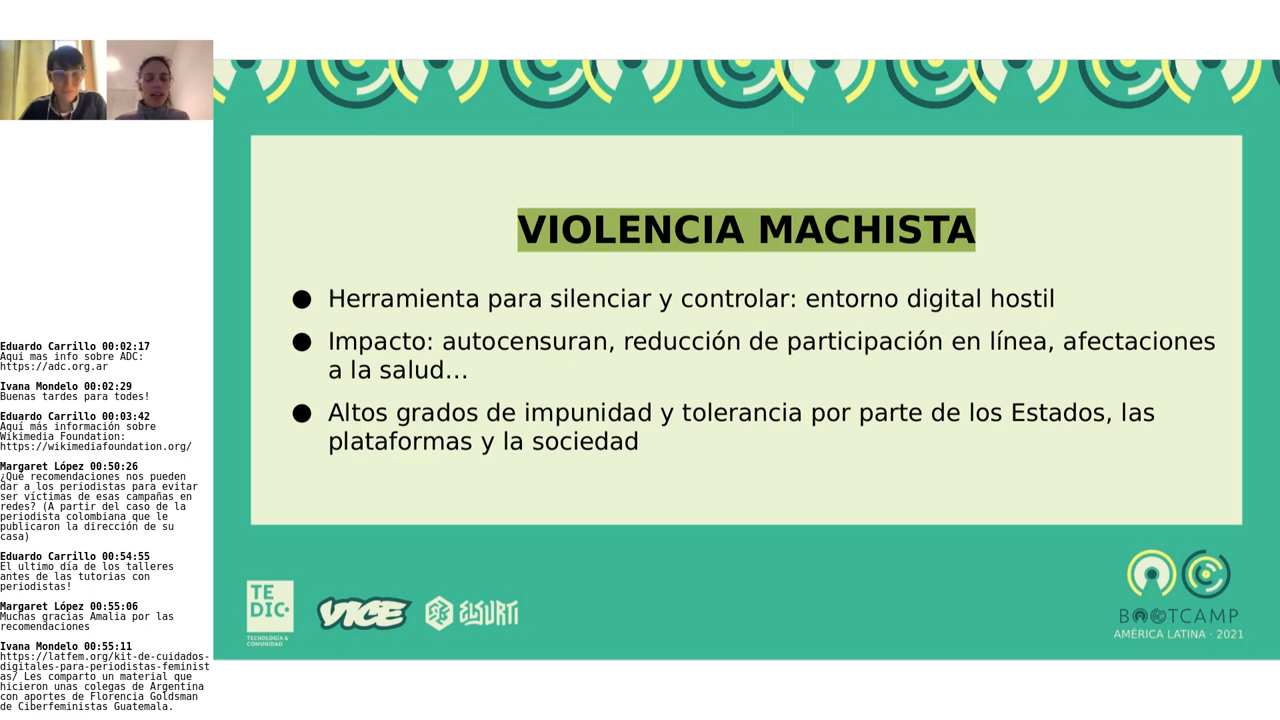 Eduardo Carrillo 00:02:17
Aqui mas info sobre ADC:
https://adc.org.ar
Ivana Mondelo 00:02:29
Buenas tardes para todes!
Eduardo Carrillo 00:03:42
Aquí más información sobre
Wikimedia Foundation:
https://wikimediafoundation.org/
Margaret López 00:50:26
¿Qué recomendaciones nos pueden
dar a los periodistas para evitar
ser víctimas de esas campañas en
redes? (A partir del caso de la
periodista colombiana que le
publicaron la dirección de su
casa)
Eduardo Carrillo 00:54:55
El ultimo día de los talleres
antes de las tutorias con
periodistas!
Margaret López 00:55:06
Muchas gracias Amalia por las
recomendaciones
Ivana Mondelo 00:55:11
https://latfem.org/kit-de-cuidados-
digitales-para-periodistas-feminist
as/ Les comparto un material que
hicieron unas colegas de Argentina
con aportes de Florencia Goldsman
de Ciberfeministas Guatemala.
VIOLENCIA MACHISTA
● Herramienta para silenciar y controlar: entorno digital hostil
● Impacto: autocensuran, reducción de participación en línea, afectaciones
a la salud...
● Altos grados de impunidad y tolerancia por parte de los Estados, las
plataformas y la sociedad
TE
DIC
TECNOLOGÍA &
COMUNIDAD
VICE
ELSURTI
BOOTCAMP
AMÉRICA LATINA · 2021